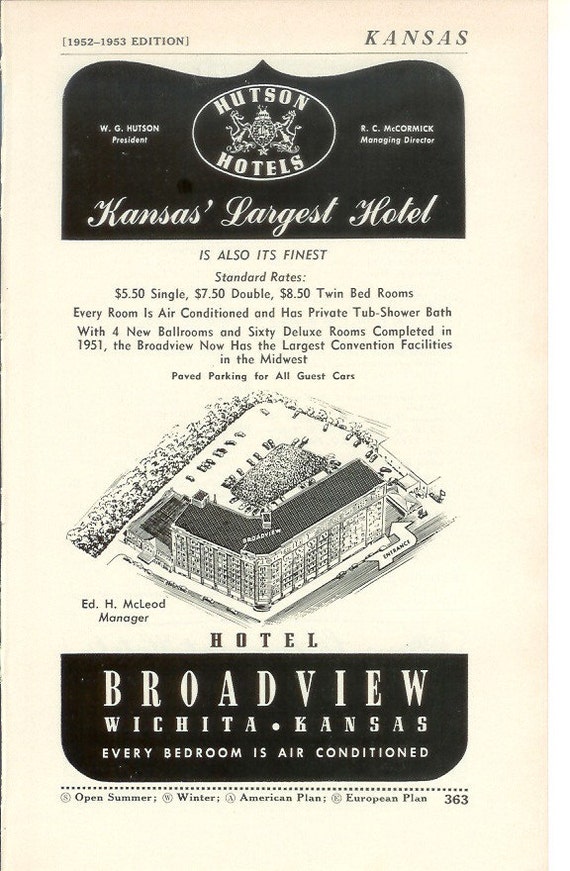 [1952–1953 EDITION] KANSAS
HUTSON
HOTELS
W. G. HUTSON
President
R. C. McCORMICK
Managing Director
Kansas' Largest Hotel
IS ALSO ITS FINEST
Standard Rates:
$5.50 Single, $7.50 Double, $8.50 Twin Bed Rooms
Every Room Is Air Conditioned and Has Private Tub-Shower Bath
With 4 New Ballrooms and Sixty Deluxe Rooms Completed in
1951, the Broadview Now Has the Largest Convention Facilities
in the Midwest
Paved Parking for All Guest Cars
BROADVIEW
ENTRANCE
Ed. H. McLeod
Manager
HOTEL
BROADVIEW
WICHITA • KANSAS
EVERY BEDROOM IS AIR CONDITIONED
Ⓢ Open Summer; Ⓦ Winter; Ⓐ American Plan; Ⓔ European Plan 363